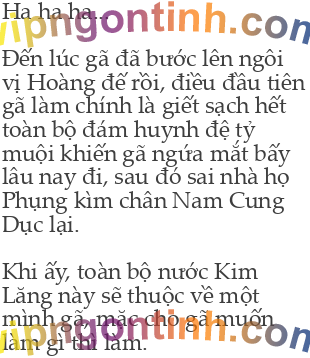 Ha ha ha...
vipngontinh.com
Đến lúc gã đã bước lên ngôi
vị Hoàng đế rồi, điều đầu tiên
gã làm chính là giết sạch hết
toàn bộ đám huynh đệ tỷ
muội khiến gã ngứa mắt bấy
lâu nay đi, sau đó sai nhà họ
Phụng kìm chân Nam Cung
Dục lại.
Khi ấy, toàn bộ nước Kim
Lăng này sẽ thuộc về một
mình gã, mặc cho gã muốn
vipngontinh.com
làm gì thì làm.